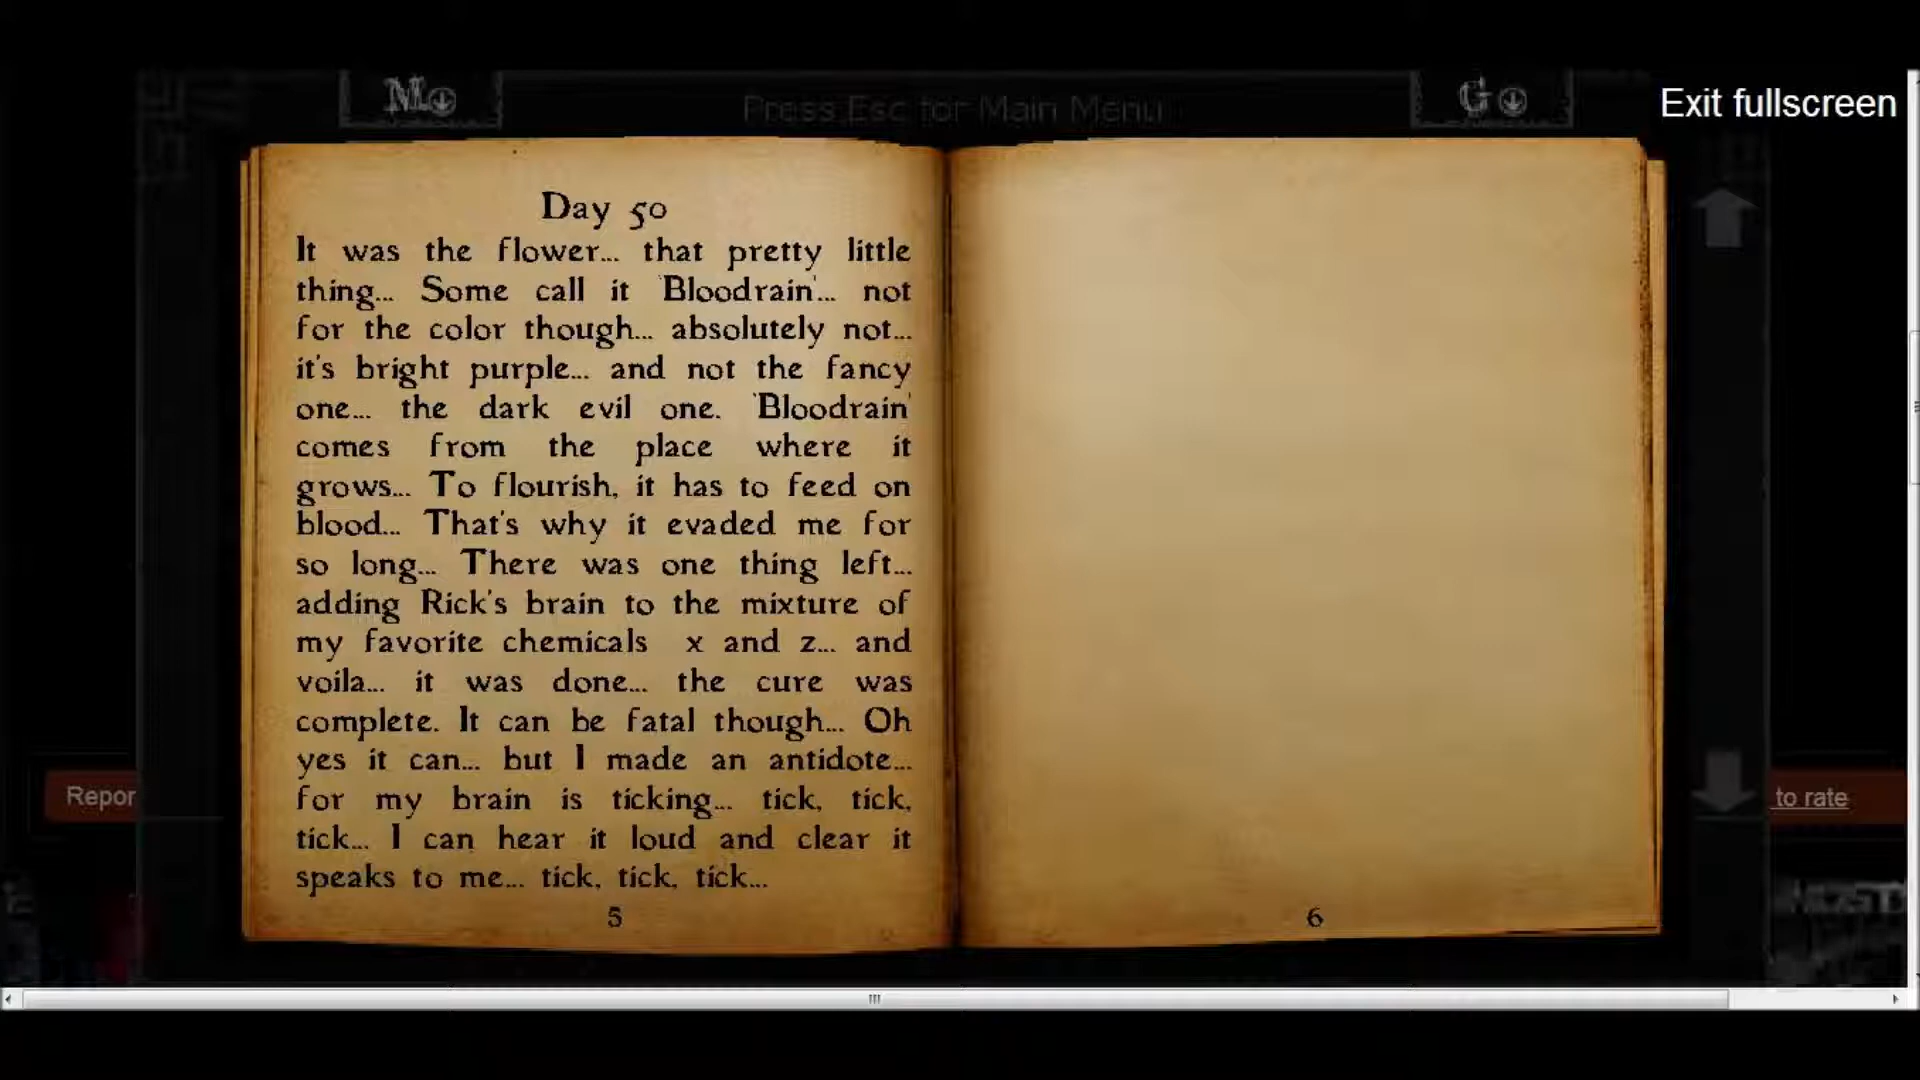 M
Press Esc for Main Menu
G
Exit fullscreen
Day 50
It was the flower... that pretty little
thing... Some call it 'Bloodrain'... not
for the color though... absolutely not...
it's bright purple... and not the fancy
one... the dark evil one. 'Bloodrain'
comes from the place where it
grows... To flourish, it has to feed on
blood... That's why it evaded me for
so long... There was one thing left...
adding Rick's brain to the mixture of
my favorite chemicals x and z... and
voila... it was done... the cure was
complete. It can be fatal though... Oh
yes it can... but I made an antidote...
for my brain is ticking... tick, tick,
tick... I can hear it loud and clear it
speaks to me... tick, tick, tick...
5
6
Repor
to rate